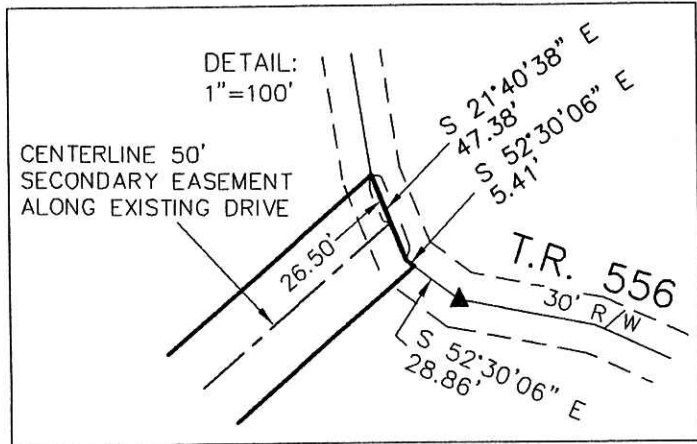 DETAIL:
1"=100'
S 21°40'38" E
47.38'
S 52°30'06" E
5.41'
CENTERLINE 50'
SECONDARY EASEMENT
ALONG EXISTING DRIVE
26.50'
T.R. 556
30' R/W
S 52°30'06" E
28.86'